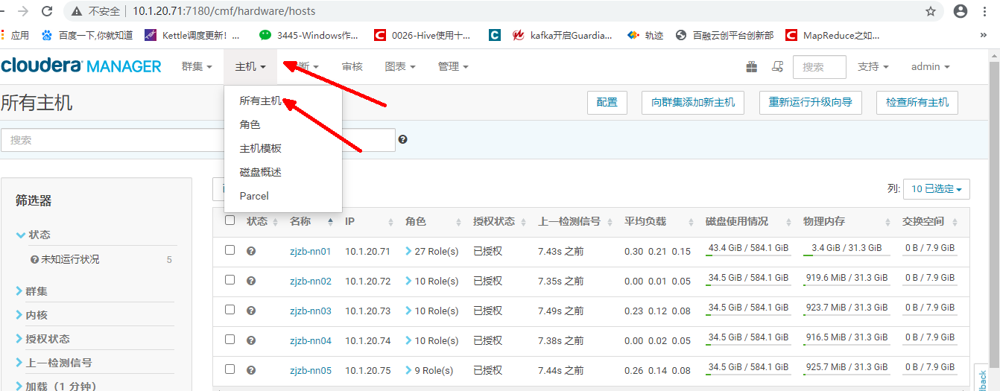 不安全 | 10.1.20.71:7180/cmf/hardware/hosts
应用 百度一下,你就知道 Kettle调度更新！... 3445-Windows作... 0026-Hive使用十... kafka开启Guardia... 轨迹 百融云创平台创新部 MapReduce之如... »
cloudera MANAGER 群集 主机 断 审核 图表 管理 搜索 支持 admin
所有主机 配置 向群集添加新主机 重新运行升级向导 检查所有主机
所有主机
角色
主机模板
磁盘概述
Parcel
搜索
筛选器
状态
未知运行状况 5
群集
内核
授权状态
上一检测信号
加载（1 分钟）
列: 10 已选定
状态 名称 IP 角色 授权状态 上一检测信号 平均负载 磁盘使用情况 物理内存 交换空间
zjzb-nn01 10.1.20.71 27 Role(s) 已授权 7.43s 之前 0.30 0.21 0.15 43.4 GiB / 584.1 GiB 3.4 GiB / 31.3 GiB 0 B / 7.9 GiB
zjzb-nn02 10.1.20.72 10 Role(s) 已授权 7.35s 之前 0.00 0.01 0.05 34.5 GiB / 584.1 GiB 919.6 MiB / 31.3 GiB 0 B / 7.9 GiB
zjzb-nn03 10.1.20.73 10 Role(s) 已授权 7.49s 之前 0.23 0.12 0.08 34.5 GiB / 584.1 GiB 923.7 MiB / 31.3 GiB 0 B / 7.9 GiB
zjzb-nn04 10.1.20.74 10 Role(s) 已授权 7.38s 之前 0.00 0.02 0.05 34.5 GiB / 584.1 GiB 916.5 MiB / 31.3 GiB 0 B / 7.9 GiB
zjzb-nn05 10.1.20.75 9 Role(s) 已授权 7.44s 之前 0.26 0.14 0.08 34.5 GiB / 584.1 GiB 925.7 MiB / 31.3 GiB 0 B / 7.9 GiB